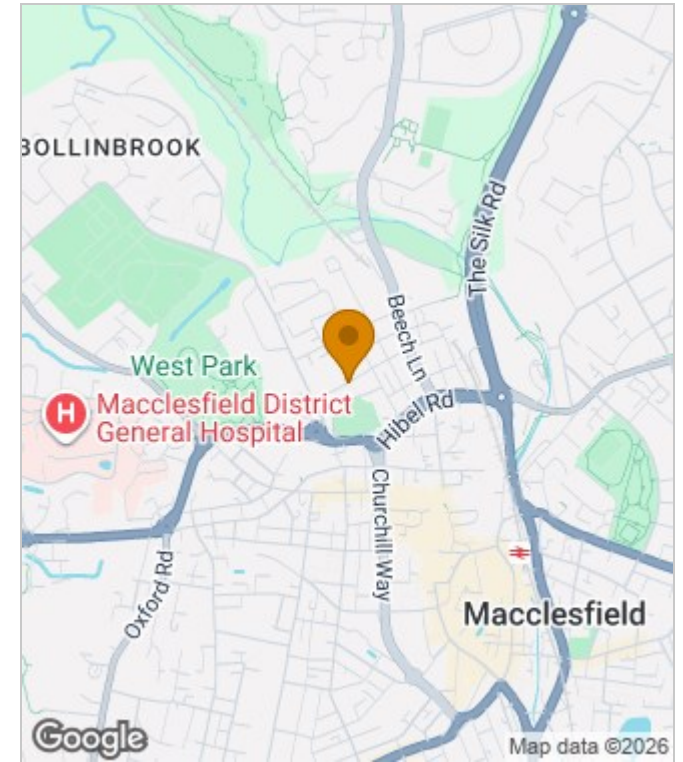 BOLLINBROOK
The Silk Rd
Beech Ln
West Park
H
Macclesfield District
General Hospital
Hibel Rd
Churchill Way
Oxford Rd
Macclesfield
Google
Map data ©2026